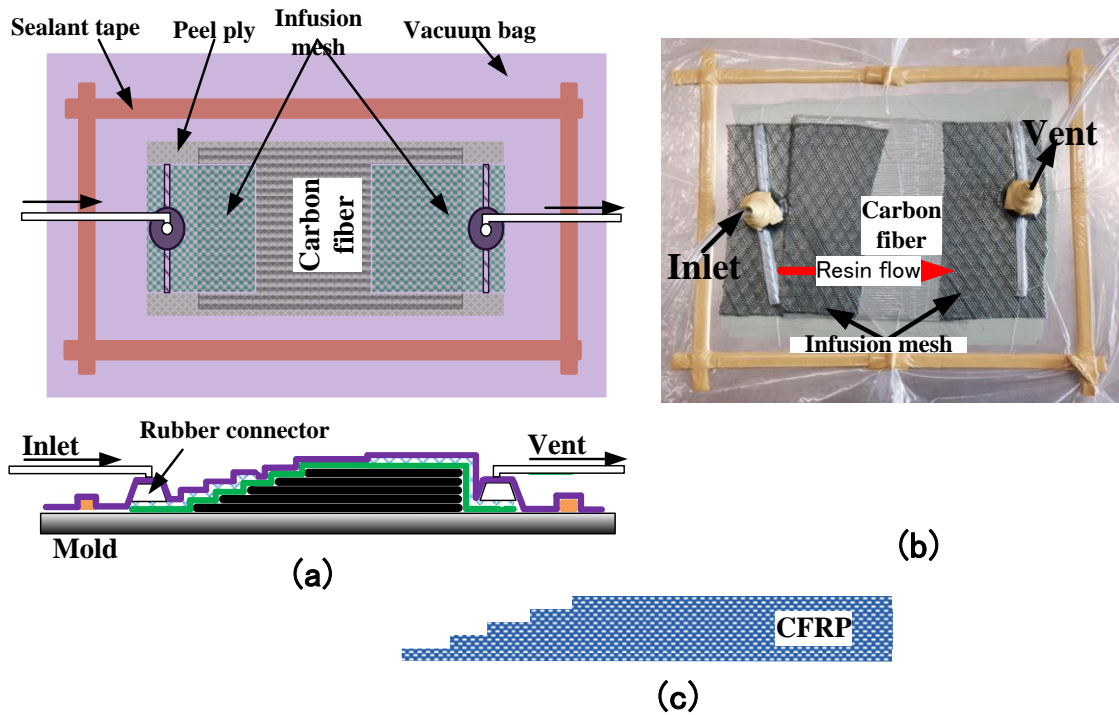 Sealant tape
Peel ply
Infusion
mesh
Vacuum bag
Carbon
fiber
Inlet
Rubber connector
Vent
Mold
(a)
Vent
Carbon
fiber
Inlet
Resin flow
Infusion mesh
(b)
CFRP
(c)